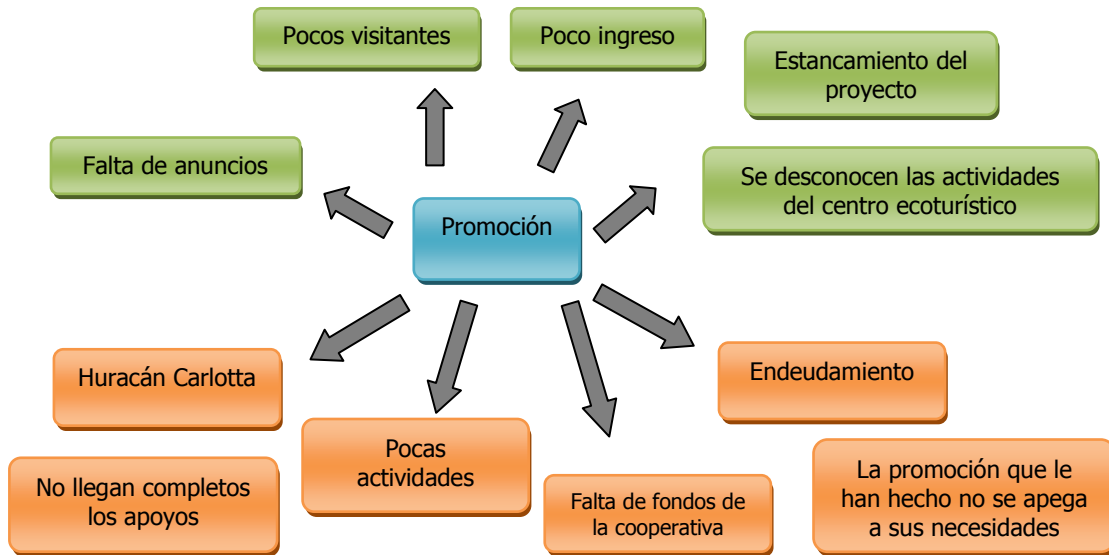 Pocos visitantes
Poco ingreso
Estancamiento del
proyecto
Falta de anuncios
Se desconocen las actividades
del centro ecoturístico
Promoción
Huracán Carlotta
Endeudamiento
Pocas
actividades
No llegan completos
los apoyos
Falta de fondos de
la cooperativa
La promoción que le
han hecho no se apega
a sus necesidades